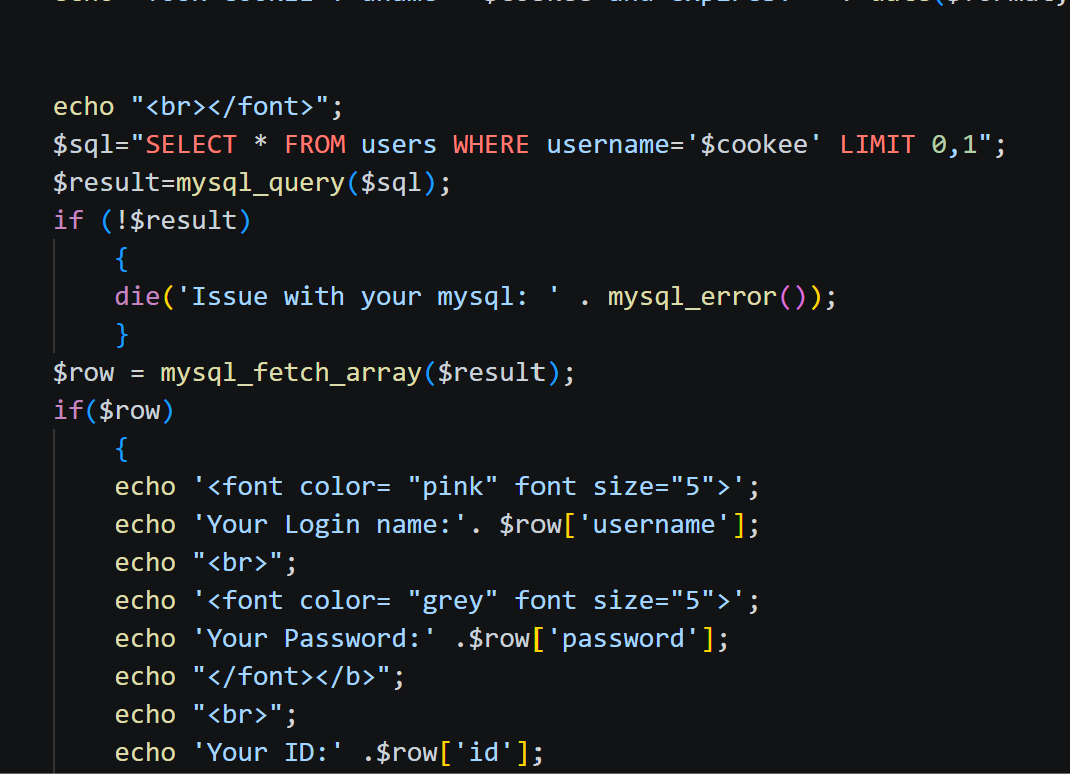 echo "<br></font>";
$sql="SELECT * FROM users WHERE username='$cookee' LIMIT 0,1";
$result=mysql_query($sql);
if (!$result)
{
die('Issue with your mysql: ' . mysql_error());
}
$row = mysql_fetch_array($result);
if($row)
{
echo '<font color= "pink" font size="5">';
echo 'Your Login name:'. $row['username'];
echo "<br>";
echo '<font color= "grey" font size="5">';
echo 'Your Password:' .$row['password'];
echo "</font></b>";
echo "<br>";
echo 'Your ID:' .$row['id'];